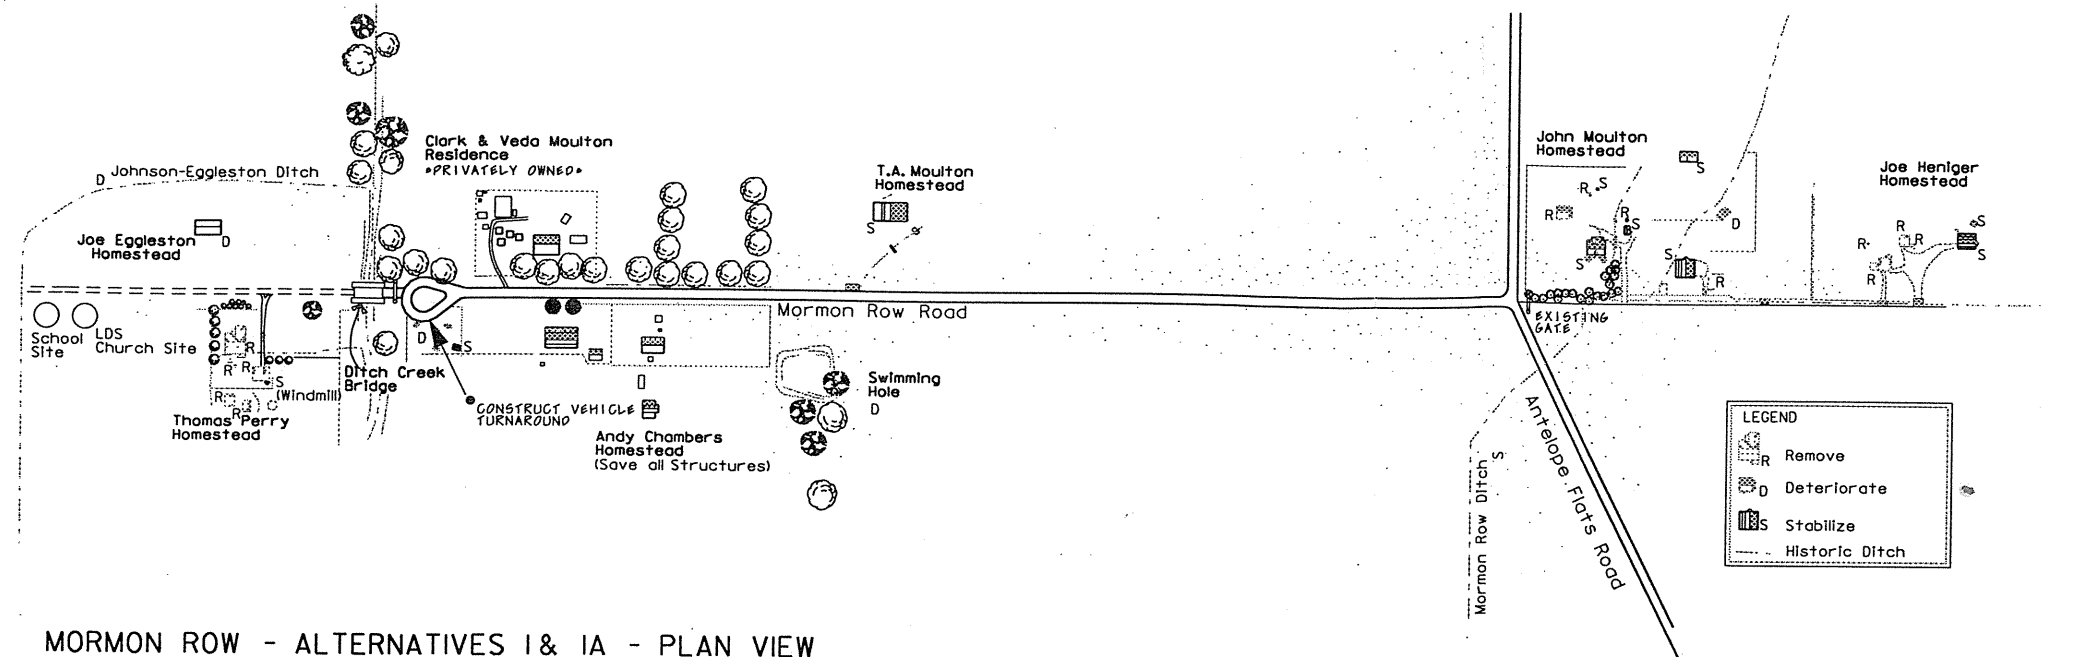 Clark & Veda Moulton
Residence
•PRIVATELY OWNED•
D Johnson-Eggleston Ditch
Joe Eggleston
Homestead
D
T.A. Moulton
Homestead
S
John Moulton
Homestead
S
R S
R
R
S
D
S
S
R
Joe Heniger
Homestead
S
R
R
R
S
R
Mormon Row Road
EXISTING
GATE
School
Site
LDS
Church Site
R
R R
S
(Windmill)
R
R
Thomas Perry
Homestead
D
S
Ditch Creek
Bridge
CONSTRUCT VEHICLE
TURNAROUND
Andy Chambers
Homestead
(Save all Structures)
Swimming
Hole
D
Mormon Row Ditch S
Antelope Flats Road
LEGEND
R Remove
D Deteriorate
S Stabilize
Historic Ditch
MORMON ROW - ALTERNATIVES 1 & 1A - PLAN VIEW